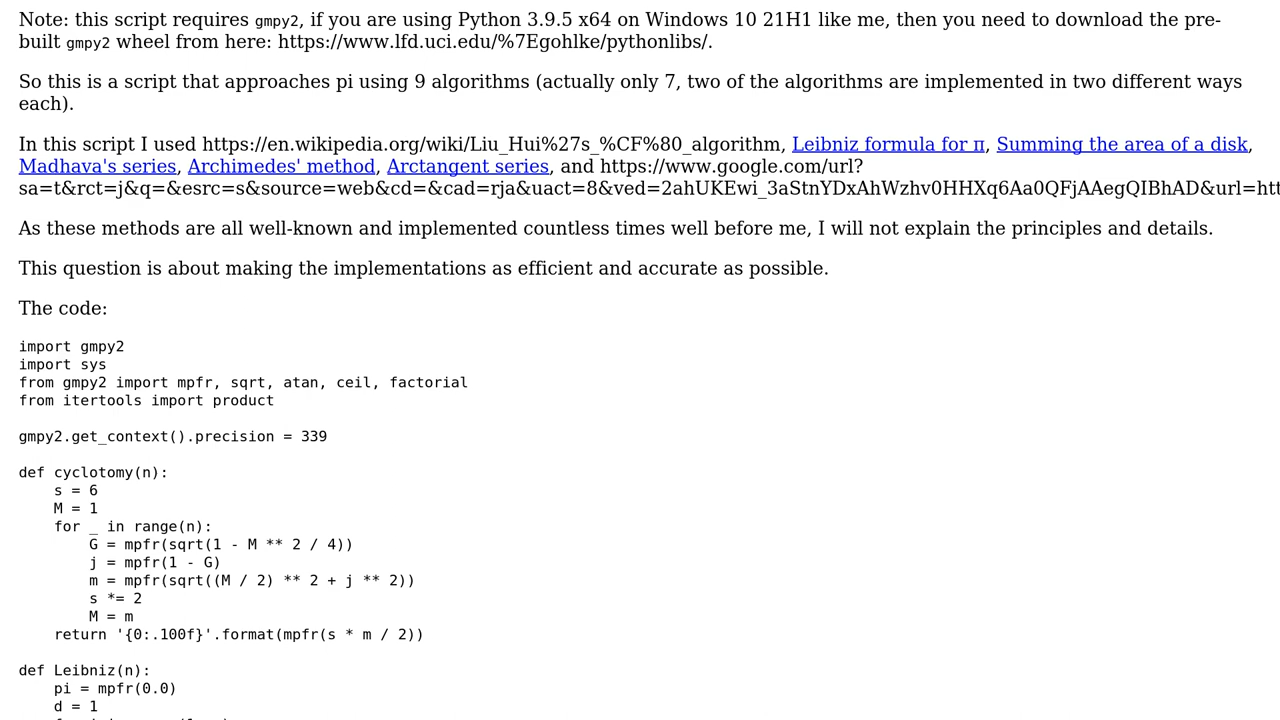 Note: this script requires gmpy2, if you are using Python 3.9.5 x64 on Windows 10 21H1 like me, then you need to download the pre-
built gmpy2 wheel from here: https://www.lfd.uci.edu/%7Egohlke/pythonlibs/.
So this is a script that approaches pi using 9 algorithms (actually only 7, two of the algorithms are implemented in two different ways
each).
In this script I used https://en.wikipedia.org/wiki/Liu_Hui%27s_%CF%80_algorithm, Leibniz formula for π, Summing the area of a disk,
Madhava's series, Archimedes' method, Arctangent series, and https://www.google.com/url?
sa=t&rct=j&q=&esrc=s&source=web&cd=&cad=rja&uact=8&ved=2ahUKEwi_3aStnYDxAhWzhv0HHXq6Aa0QFjAAegQIBhAD&url=htt
As these methods are all well-known and implemented countless times well before me, I will not explain the principles and details.
This question is about making the implementations as efficient and accurate as possible.
The code:
import gmpy2
import sys
from gmpy2 import mpfr, sqrt, atan, ceil, factorial
from itertools import product
gmpy2.get_context().precision = 339
def cyclotomy(n):
    s = 6
    M = 1
    for _ in range(n):
        G = mpfr(sqrt(1 - M ** 2 / 4))
        j = mpfr(1 - G)
        m = mpfr(sqrt((M / 2) ** 2 + j ** 2))
        s *= 2
        M = m
    return '{0:.100f}'.format(mpfr(s * m / 2))
def Leibniz(n):
    pi = mpfr(0.0)
    d = 1